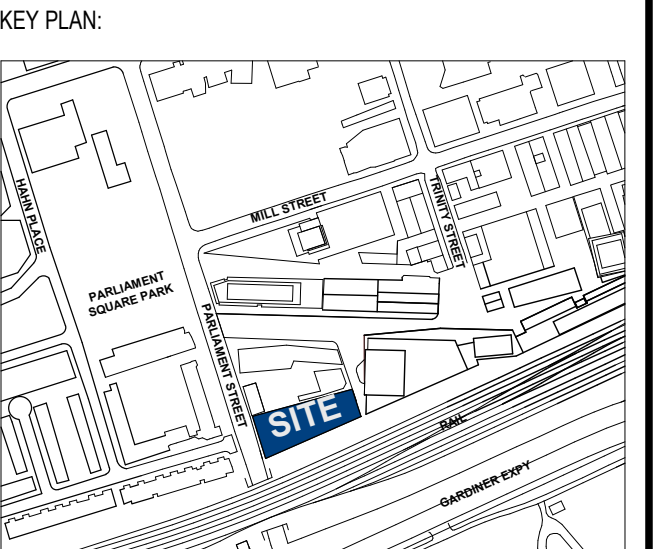 KEY PLAN:
MILL STREET
TRINITY STREET
HAHN PLACE
PARLIAMENT
SQUARE PARK
PARLIAMENT STREET
SITE
RAIL
GARDINER EXPY